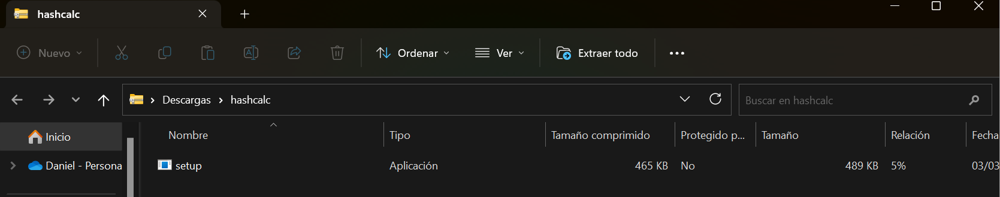 hashcalc
Nuevo Ordenar Ver Extraer todo
Descargas hashcalc Buscar en hashcalc
Inicio Nombre Tipo Tamaño comprimido Protegido p... Tamaño Relación Fecha
Daniel - Persona setup Aplicación 465 KB No 489 KB 5% 03/03